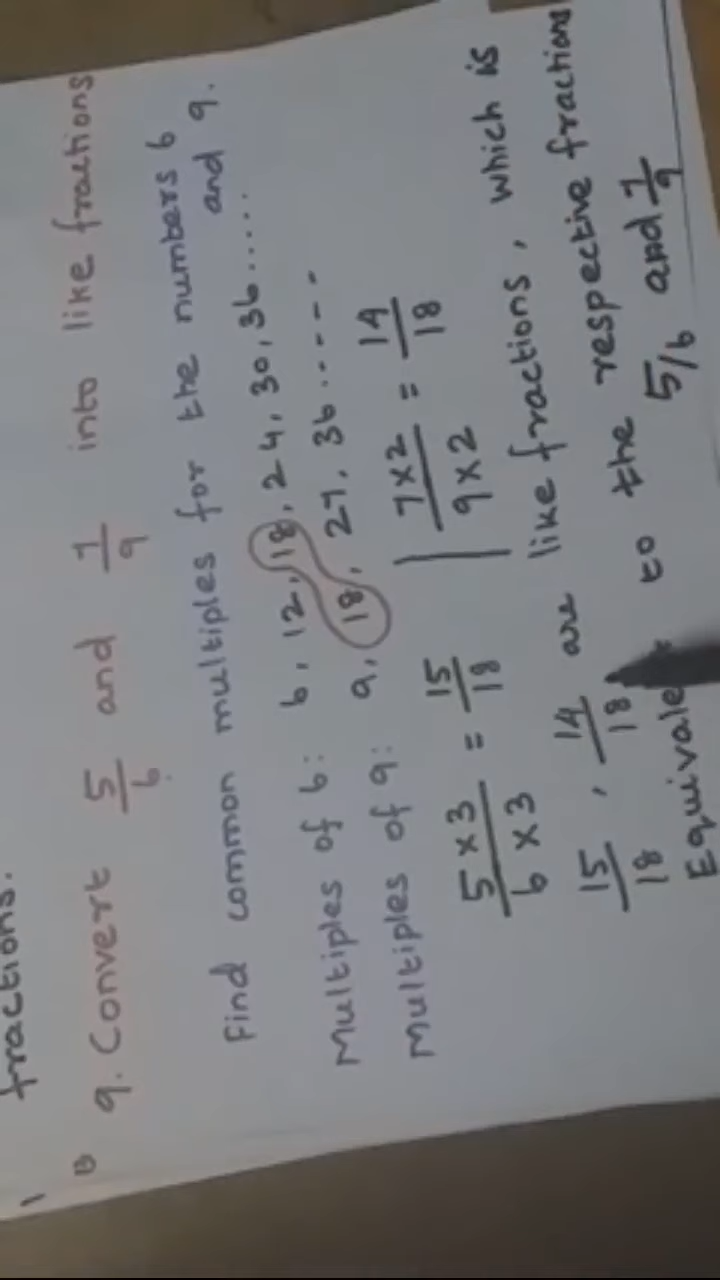 fractions.
9. Convert 5/6 and 7/9 into like fractions
Find common multiples for the numbers 6
and 9.
Multiples of 6: 6, 12, 18, 24, 30, 36.....
Multiples of 9: 9, 18, 27, 36.....
5×3/6×3 = 15/18 | 7×2/9×2 = 14/18
15/18, 14/18 are like fractions, which is
to the respective fractions
5/6 and 7/9